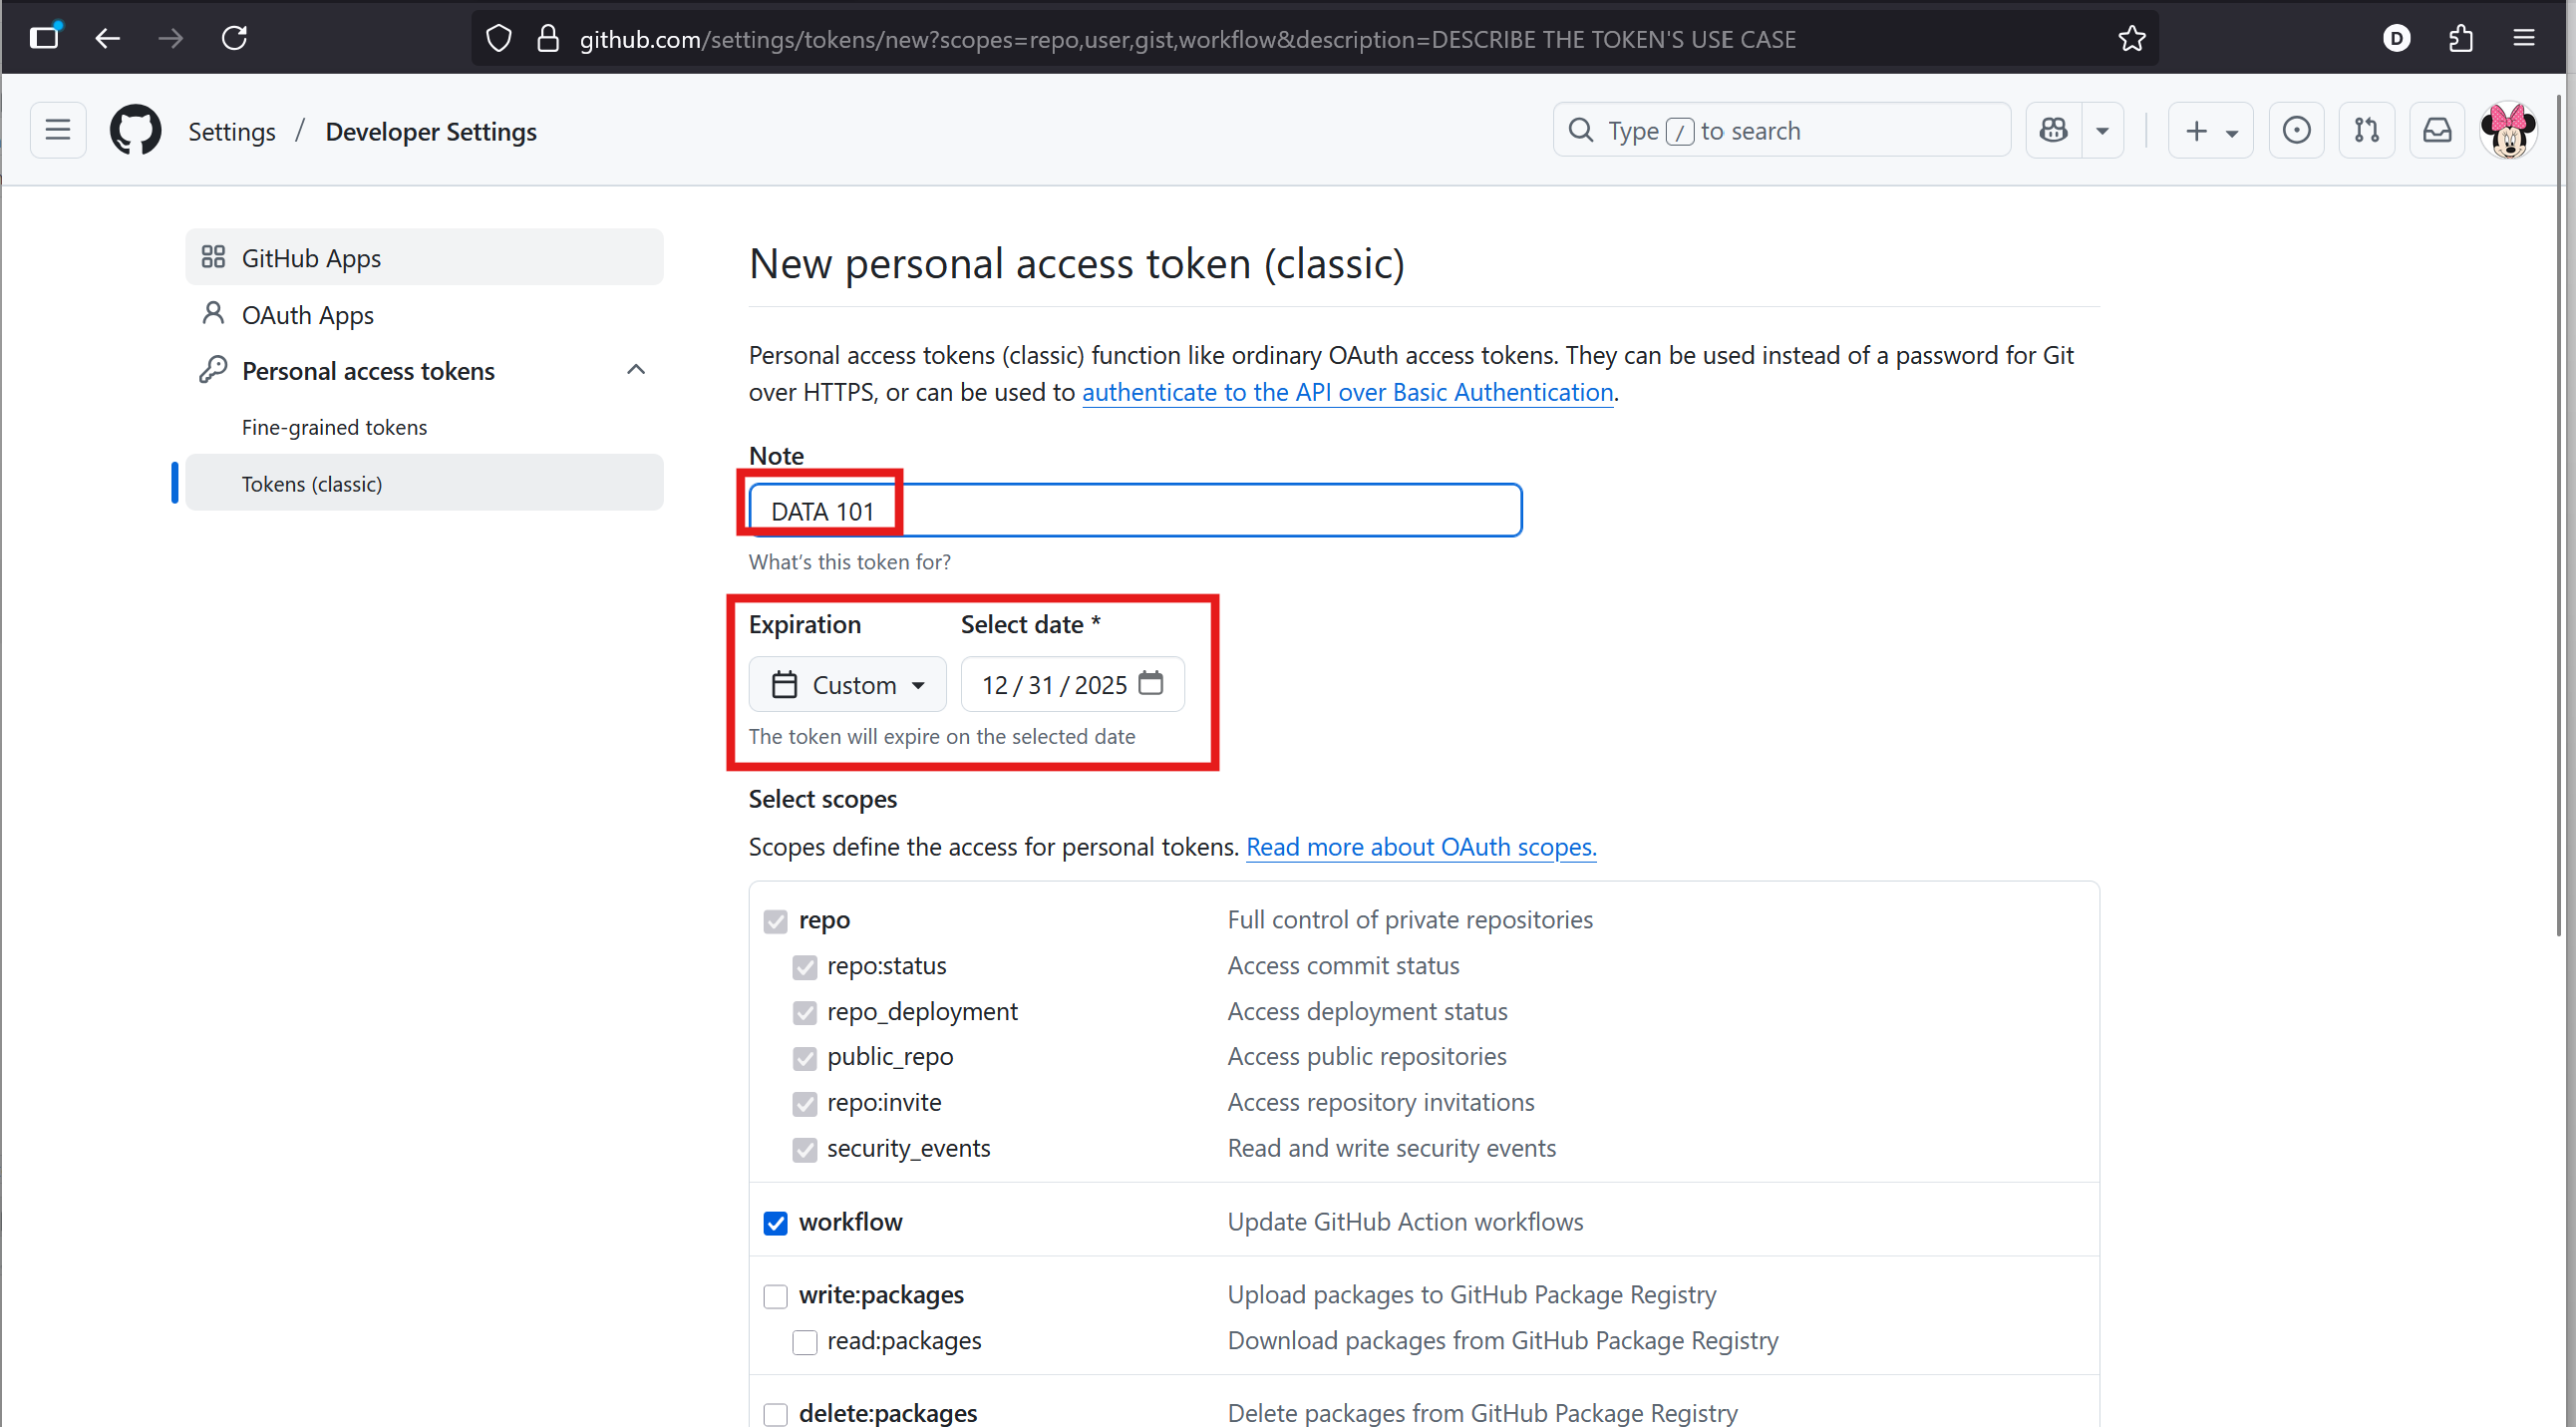 github.com/settings/tokens/new?scopes=repo,user,gist,workflow&description=DESCRIBE THE TOKEN'S USE CASE
D
Settings / Developer Settings
Type / to search
GitHub Apps
OAuth Apps
Personal access tokens
Fine-grained tokens
Tokens (classic)
New personal access token (classic)
Personal access tokens (classic) function like ordinary OAuth access tokens. They can be used instead of a password for Git
over HTTPS, or can be used to authenticate to the API over Basic Authentication.
Note
DATA 101
What's this token for?
Expiration Select date *
Custom 12 / 31 / 2025
The token will expire on the selected date
Select scopes
Scopes define the access for personal tokens. Read more about OAuth scopes.
repo Full control of private repositories
repo:status Access commit status
repo_deployment Access deployment status
public_repo Access public repositories
repo:invite Access repository invitations
security_events Read and write security events
workflow Update GitHub Action workflows
write:packages Upload packages to GitHub Package Registry
read:packages Download packages from GitHub Package Registry
delete:packages Delete packages from GitHub Package Registry